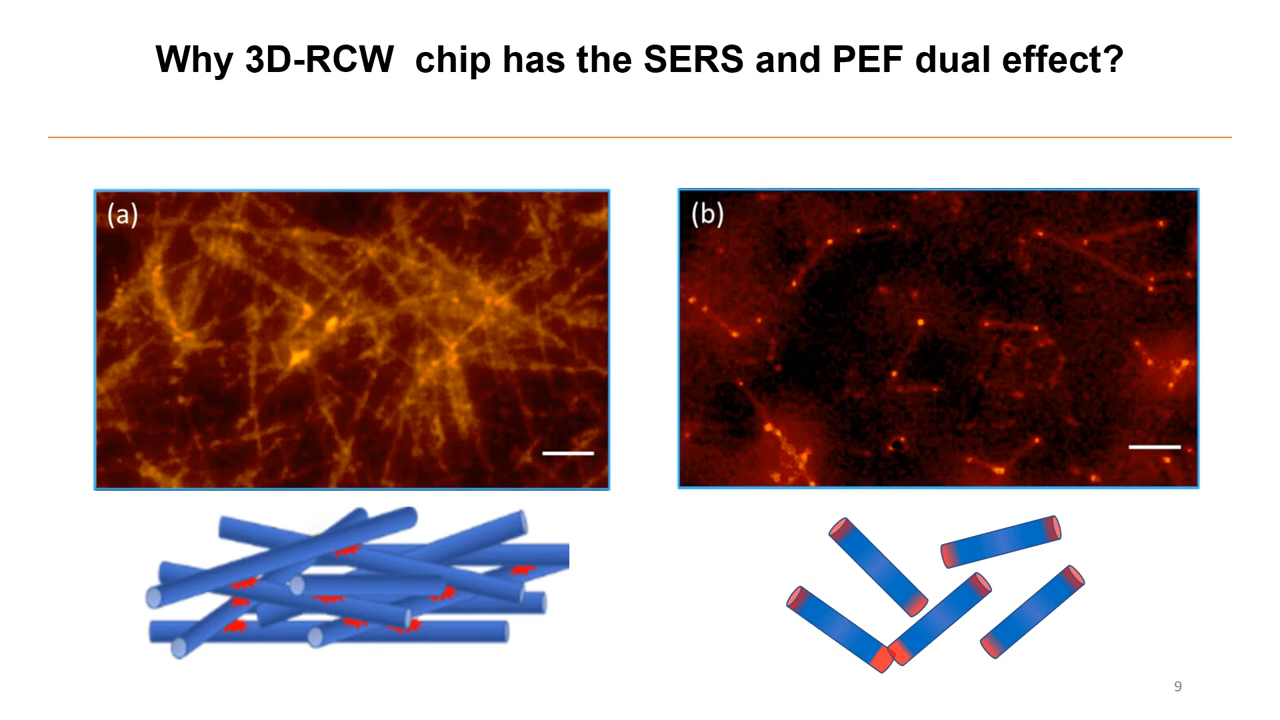 Why 3D-RCW  chip has the SERS and PEF dual effect?
(a)
(b)
9